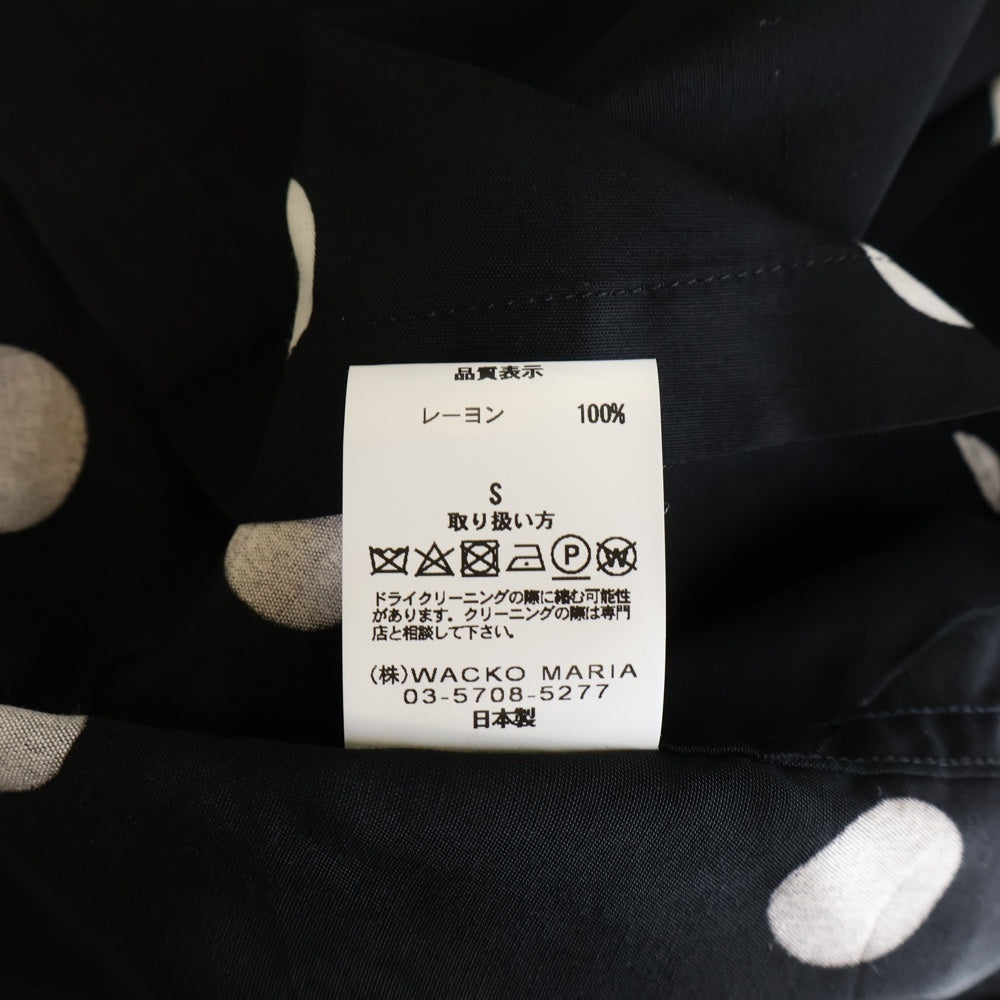 品質表示
レーヨン 100%
S
取り扱い方
P W
ドライクリーニングの際に縮む可能性
があります。クリーニングの際は専門
店と相談して下さい。
(株)WACKO MARIA
03-5708-5277
日本製